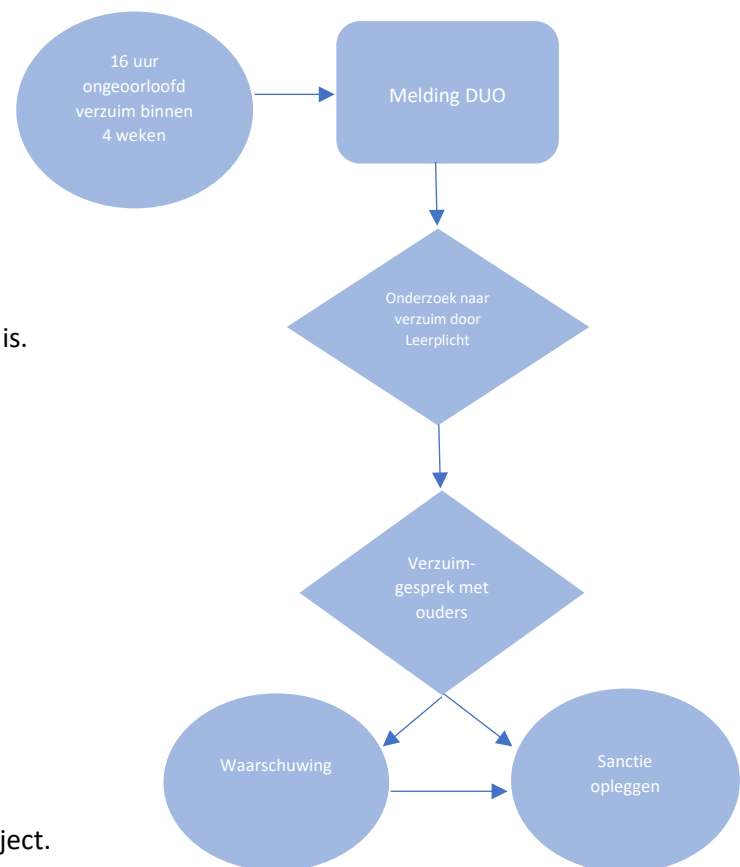 16 uur
ongeoorloofd
verzuim binnen
4 weken
Melding DUO
Onderzoek naar
verzuim door
Leerplicht
is.
Verzuim-
gesprek met
ouders
Waarschuwing
Sanctie
opleggen
ject.